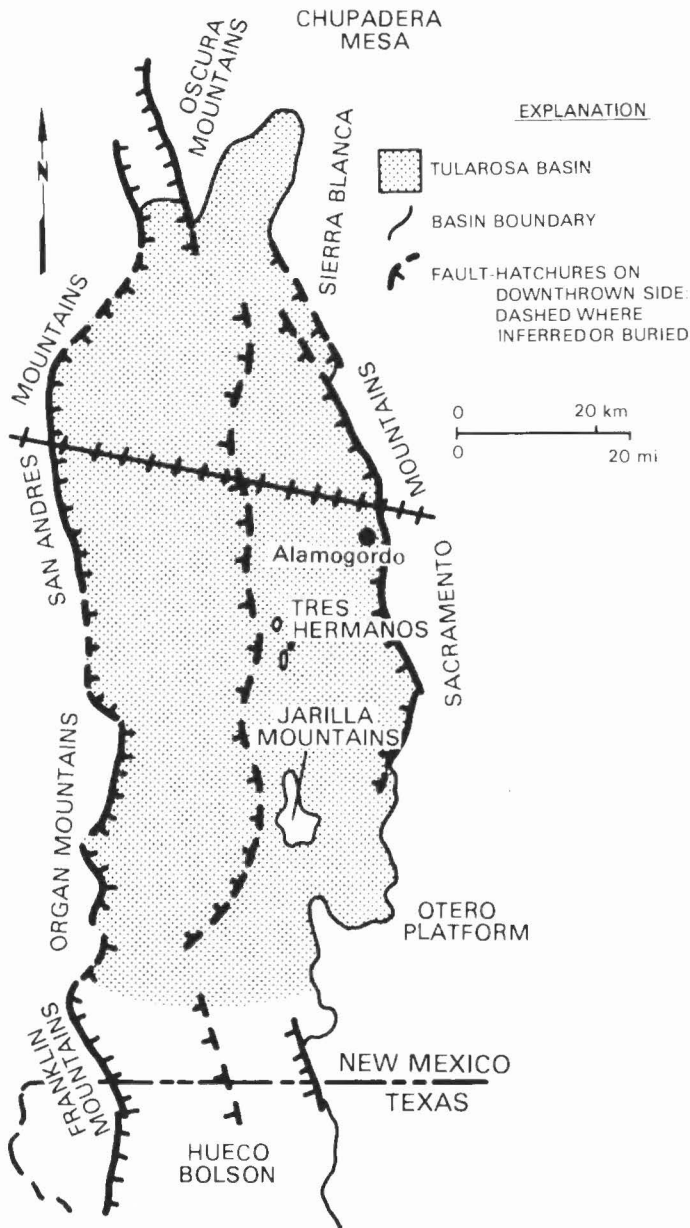 CHUPADERA
MESA
OSCURA
MOUNTAINS
N
SIERRA BLANCA
EXPLANATION
TULAROSA BASIN
BASIN BOUNDARY
FAULT-HATCHURES ON
DOWNTHROWN SIDE:
DASHED WHERE
INFERRED OR BURIED
0 20 km
0 20 mi
SAN ANDRES
MOUNTAINS
MOUNTAINS
SACRAMENTO
Alamogordo
TRES
HERMANOS
JARILLA
MOUNTAINS
ORGAN MOUNTAINS
OTERO
PLATFORM
FRANKLIN
MOUNTAINS
NEW MEXICO
TEXAS
HUECO
BOLSON